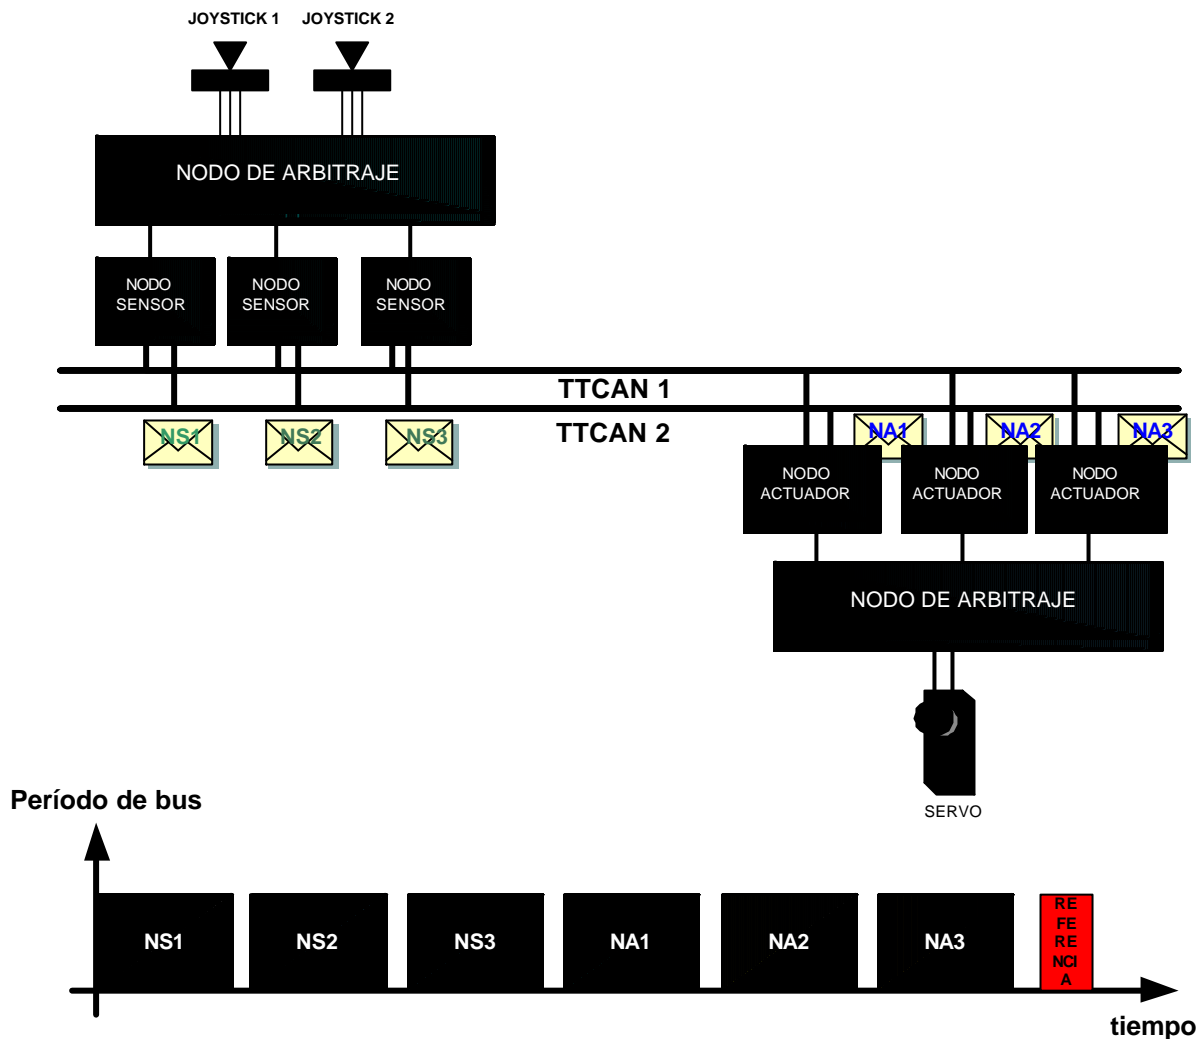 JOYSTICK 1 JOYSTICK 2
NODO DE ARBITRAJE
NODO SENSOR
NODO SENSOR
NODO SENSOR
TTCAN 1
TTCAN 2
NS1 NS2 NS3
NA1 NA2 NA3
NODO ACTUADOR
NODO ACTUADOR
NODO ACTUADOR
NODO DE ARBITRAJE
SERVO
Período de bus
NS1 NS2 NS3 NA1 NA2 NA3
RE
FE
RE
NCI
A
tiempo